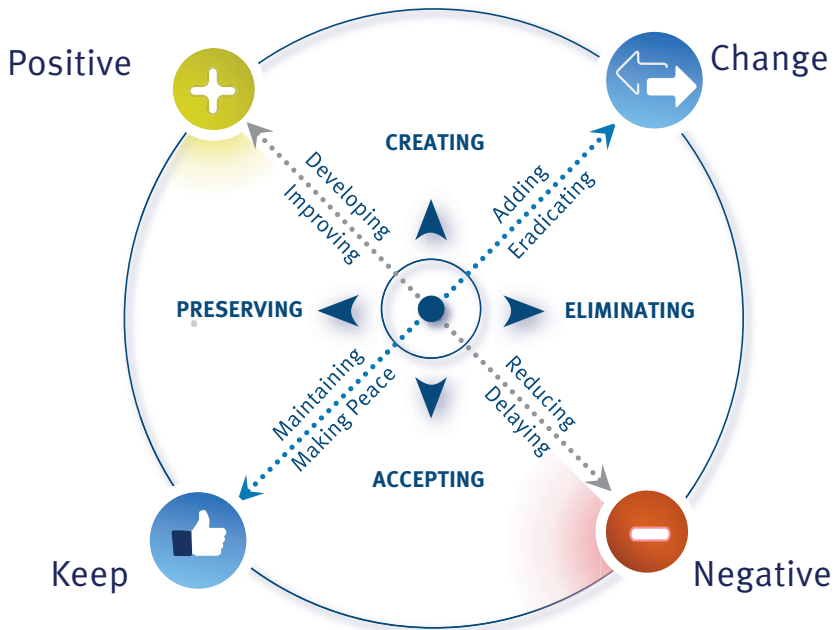 Positive
Change
CREATING
Developing
Improving
Adding
Eradicating
PRESERVING
ELIMINATING
Maintaining
Making Peace
Reducing
Delaying
ACCEPTING
Keep
Negative